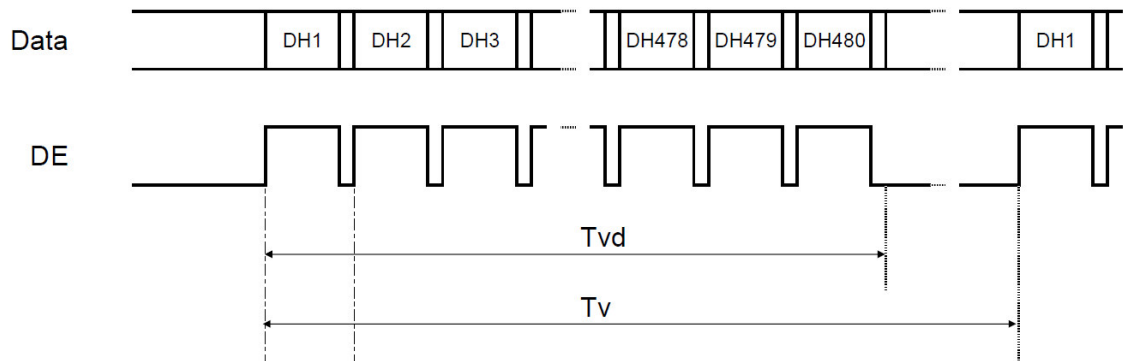 Data DH1 DH2 DH3 DH478 DH479 DH480 DH1
DE
Tvd
Tv